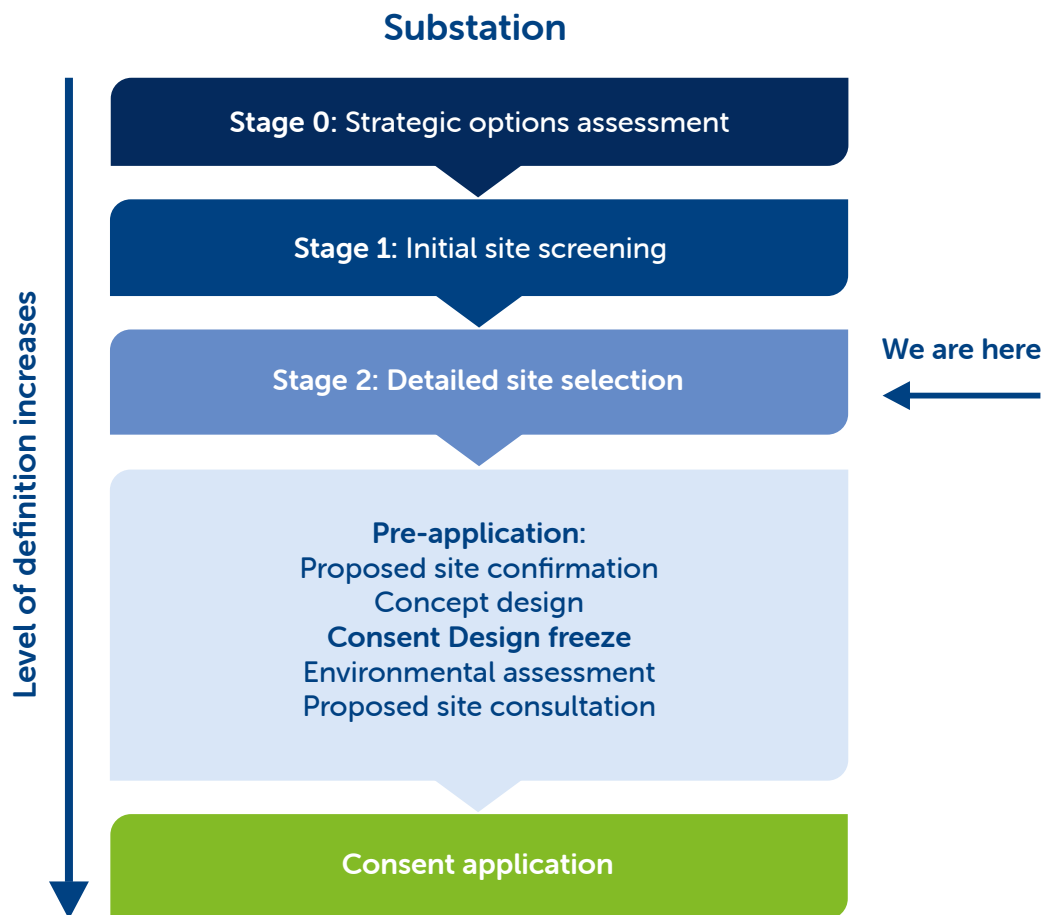 Substation
Stage 0: Strategic options assessment
Stage 1: Initial site screening
Stage 2: Detailed site selection
We are here
Pre-application:
Proposed site confirmation
Concept design
Consent Design freeze
Environmental assessment
Proposed site consultation
Consent application
Level of definition increases